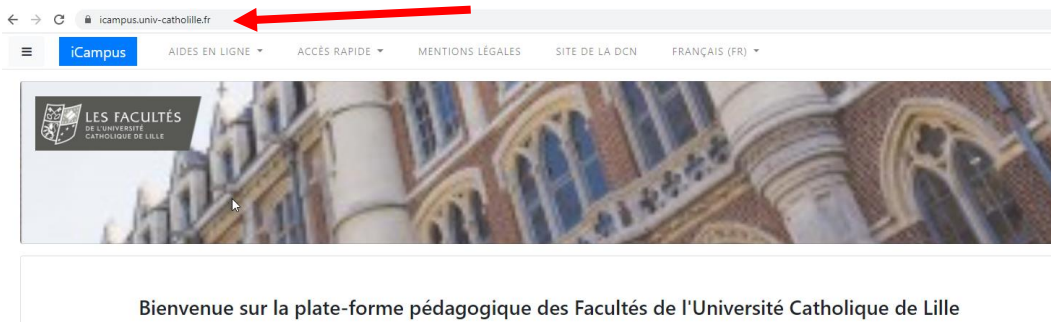 icampus.univ-catholille.fr
iCampus AIDES EN LIGNE ACCÈS RAPIDE MENTIONS LÉGALES SITE DE LA DCN FRANÇAIS (FR)
LES FACULTÉS
DE L'UNIVERSITÉ
CATHOLIQUE DE LILLE
Bienvenue sur la plate-forme pédagogique des Facultés de l'Université Catholique de Lille